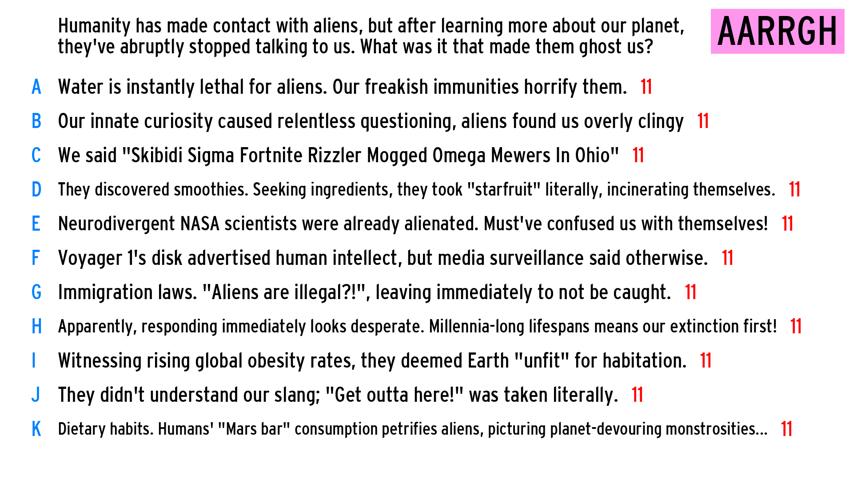 Humanity has made contact with aliens, but after learning more about our planet,
they've abruptly stopped talking to us. What was it that made them ghost us?
AARRGH
A Water is instantly lethal for aliens. Our freakish immunities horrify them. 11
B Our innate curiosity caused relentless questioning, aliens found us overly clingy 11
C We said "Skibidi Sigma Fortnite Rizzler Mogged Omega Mewers In Ohio" 11
D They discovered smoothies. Seeking ingredients, they took "starfruit" literally, incinerating themselves. 11
E Neurodivergent NASA scientists were already alienated. Must've confused us with themselves! 11
F Voyager 1's disk advertised human intellect, but media surveillance said otherwise. 11
G Immigration laws. "Aliens are illegal?!", leaving immediately to not be caught. 11
H Apparently, responding immediately looks desperate. Millennia-long lifespans means our extinction first! 11
I Witnessing rising global obesity rates, they deemed Earth "unfit" for habitation. 11
J They didn't understand our slang; "Get outta here!" was taken literally. 11
K Dietary habits. Humans' "Mars bar" consumption petrifies aliens, picturing planet-devouring monstrosities... 11